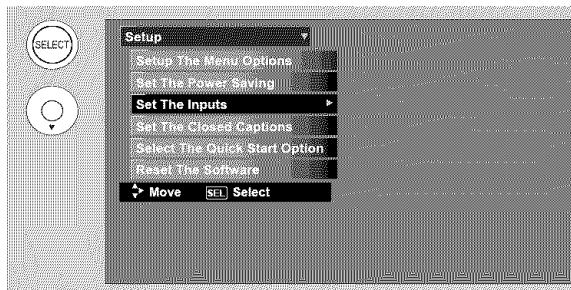 SELECT
Setup
Setup The Menu Options
Set The Power Saving
Set The Inputs
Set The Closed Captions
Select The Quick Start Option
Reset The Software
Move SEL Select